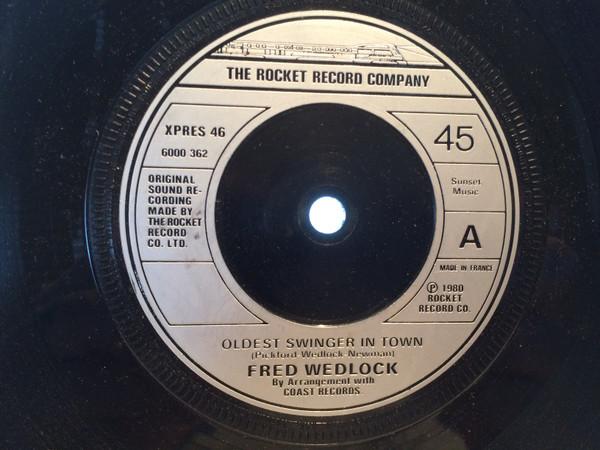 THE ROCKET RECORD COMPANY
XPRES 46
6000 362
ORIGINAL
SOUND RE-
CORDING
MADE BY
THE ROCKET
RECORD
CO. LTD.
45
Sunset
Music
A
MADE IN FRANCE
℗ 1980
ROCKET
RECORD CO.
OLDEST SWINGER IN TOWN
(Pickford-Wedlock-Newman)
FRED WEDLOCK
By Arrangement with
COAST RECORDS